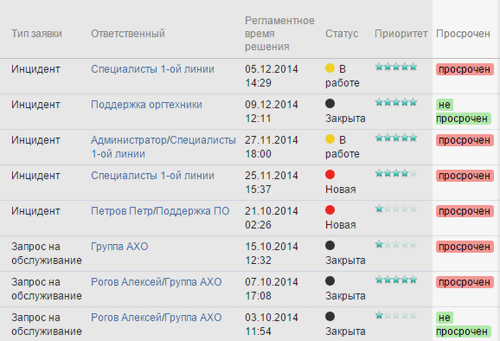 Тип заявки Ответственный Регламентное время решения Статус Приоритет Просрочен
Инцидент Специалисты 1-ой линии 05.12.2014 14:29 В работе просрочен
Инцидент Поддержка оргтехники 09.12.2014 12:11 Закрыта не просрочен
Инцидент Администратор/Специалисты 1-ой линии 27.11.2014 18:00 В работе просрочен
Инцидент Специалисты 1-ой линии 25.11.2014 15:37 Новая просрочен
Инцидент Петров Петр/Поддержка ПО 21.10.2014 02:26 Новая просрочен
Запрос на обслуживание Группа АХО 15.10.2014 12:32 Закрыта просрочен
Запрос на обслуживание Рогов Алексей/Группа АХО 07.10.2014 17:08 Закрыта просрочен
Запрос на обслуживание Рогов Алексей/Группа АХО 03.10.2014 11:54 Закрыта не просрочен